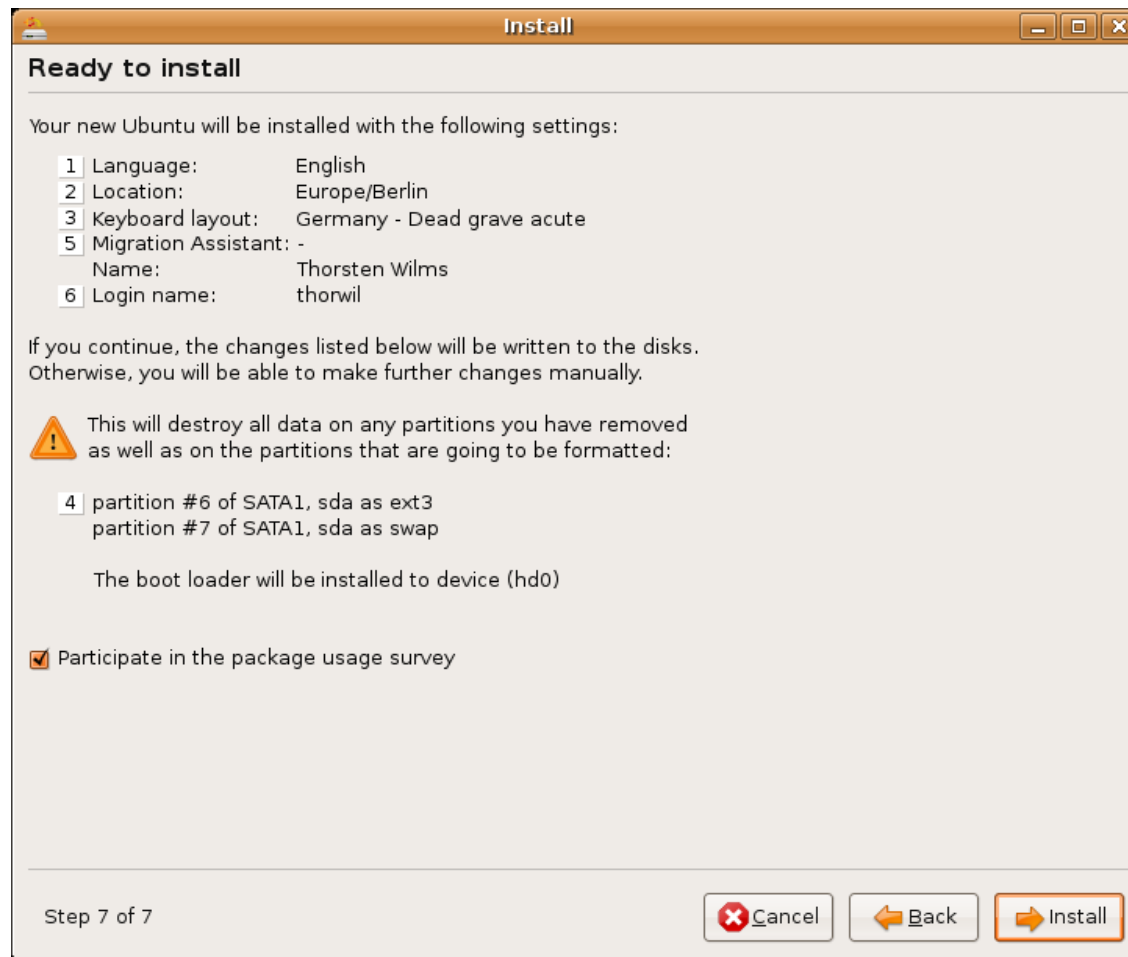 Install
Ready to install
Your new Ubuntu will be installed with the following settings:
1 Language: English
2 Location: Europe/Berlin
3 Keyboard layout: Germany - Dead grave acute
5 Migration Assistant: -
Name: Thorsten Wilms
6 Login name: thorwil
If you continue, the changes listed below will be written to the disks.
Otherwise, you will be able to make further changes manually.
This will destroy all data on any partitions you have removed
as well as on the partitions that are going to be formatted:
4 partition #6 of SATA1, sda as ext3
partition #7 of SATA1, sda as swap
The boot loader will be installed to device (hd0)
Participate in the package usage survey
Step 7 of 7
Cancel
Back
Install